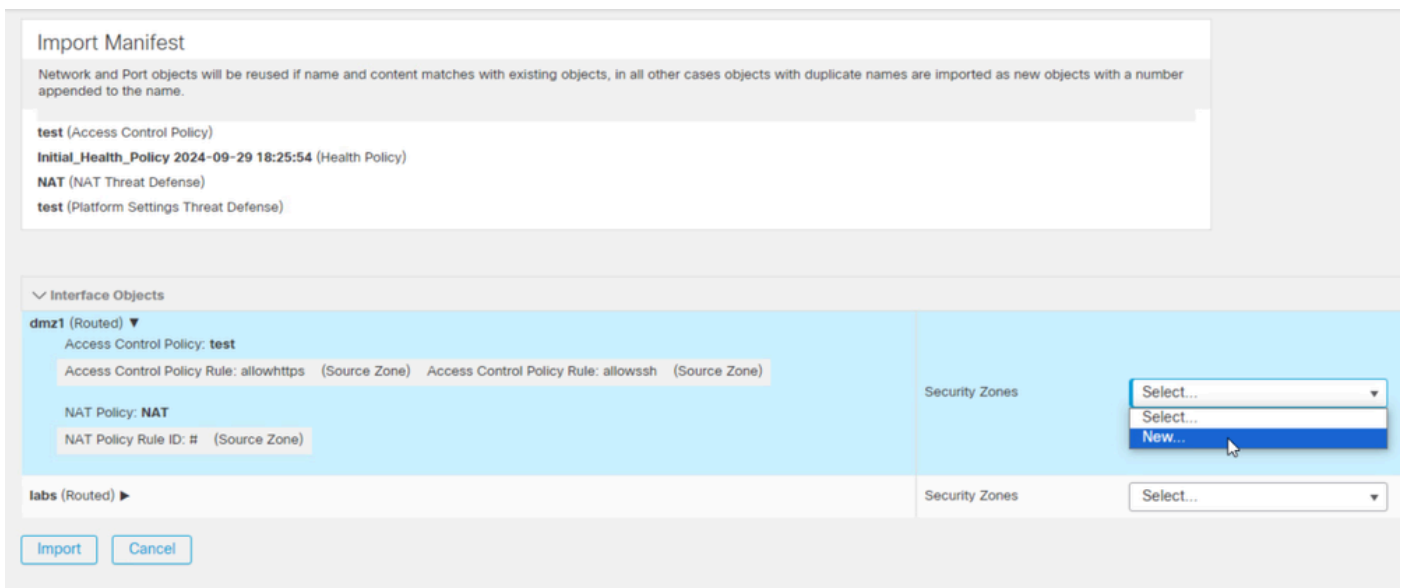 Import Manifest
Network and Port objects will be reused if name and content matches with existing objects, in all other cases objects with duplicate names are imported as new objects with a number
appended to the name.
test (Access Control Policy)
Initial_Health_Policy 2024-09-29 18:25:54 (Health Policy)
NAT (NAT Threat Defense)
test (Platform Settings Threat Defense)
Interface Objects
dmz1 (Routed) ▼
Access Control Policy: test
Access Control Policy Rule: allowhttps (Source Zone) Access Control Policy Rule: allowssh (Source Zone)
NAT Policy: NAT
NAT Policy Rule ID: # (Source Zone)
Security Zones
Select...
Select...
New...
labs (Routed) ▶
Security Zones
Select...
Import
Cancel